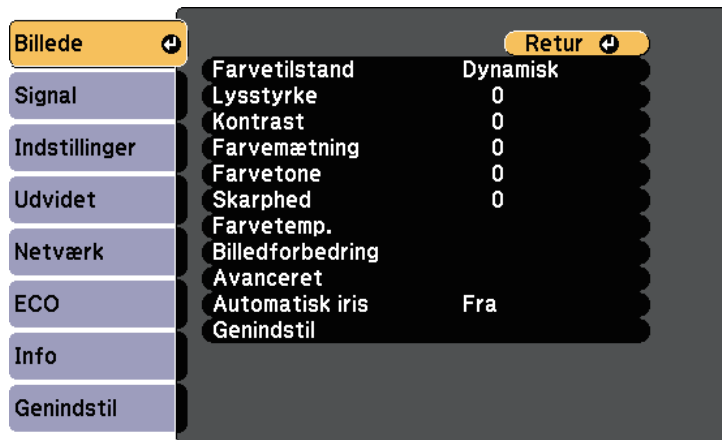 Billede
Signal
Indstillinger
Udvidet
Netværk
ECO
Info
Genindstil
Retur
Farvetilstand Dynamisk
Lysstyrke 0
Kontrast 0
Farvemætning 0
Farvetone 0
Skarphed 0
Farvetemp.
Billedforbedring
Avanceret
Automatisk iris Fra
Genindstil